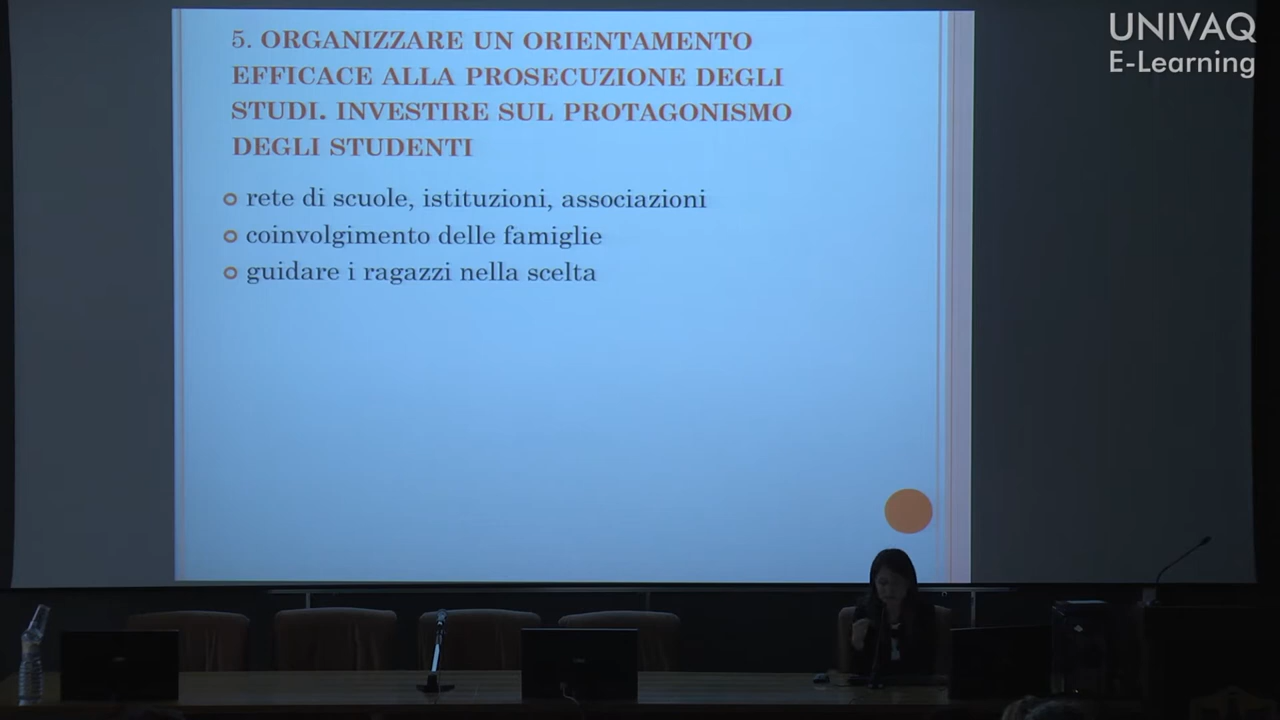 UNIVAQ
E-Learning
5. ORGANIZZARE UN ORIENTAMENTO
EFFICACE ALLA PROSECUZIONE DEGLI
STUDI. INVESTIRE SUL PROTAGONISMO
DEGLI STUDENTI
rete di scuole, istituzioni, associazioni
coinvolgimento delle famiglie
guidare i ragazzi nella scelta